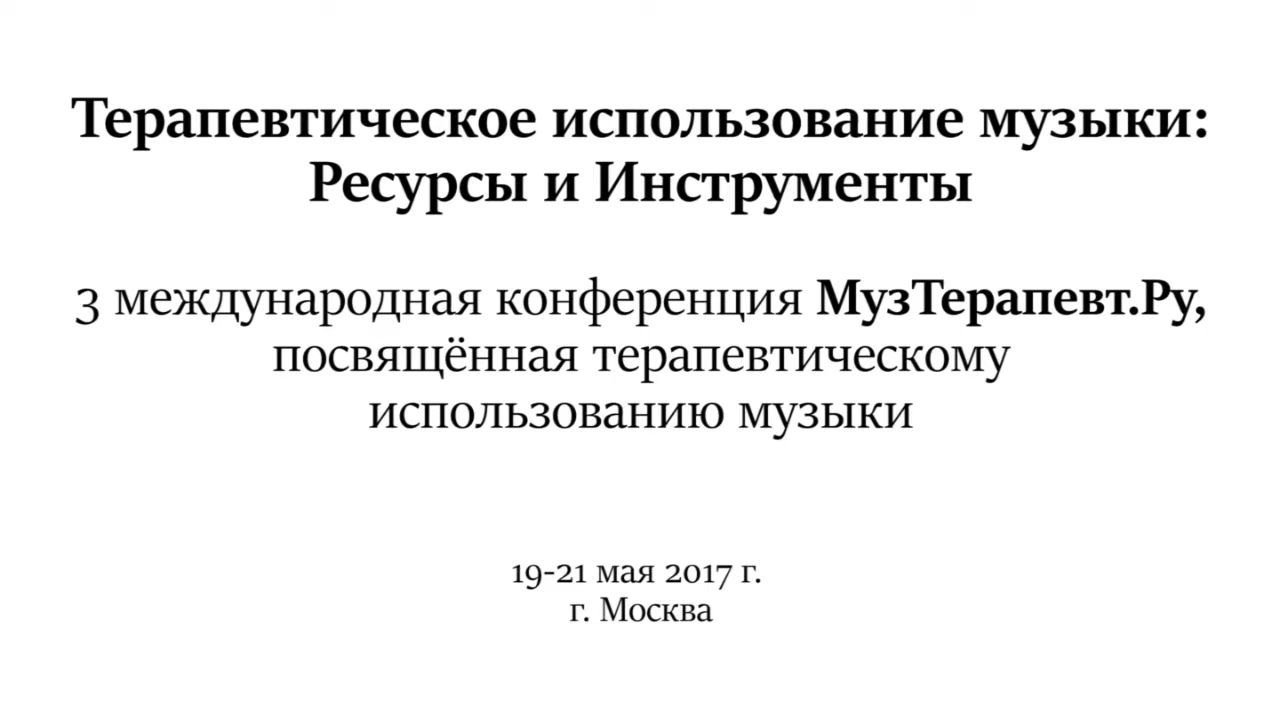 Терапевтическое использование музыки:
Ресурсы и Инструменты
3 международная конференция МузТерапевт.Ру,
посвящённая терапевтическому
использованию музыки
19-21 мая 2017 г.
г. Москва